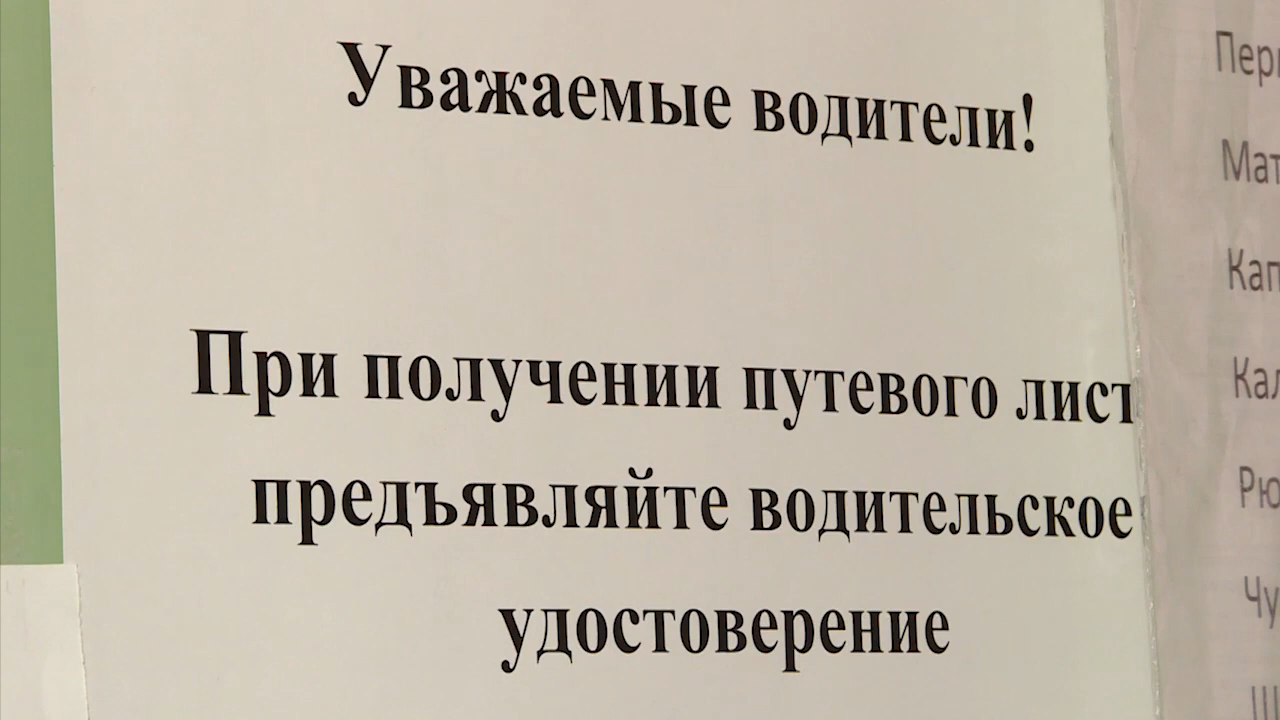 Уважаемые водители!
При получении путевого лист
предъявляйте водительское
удостоверение